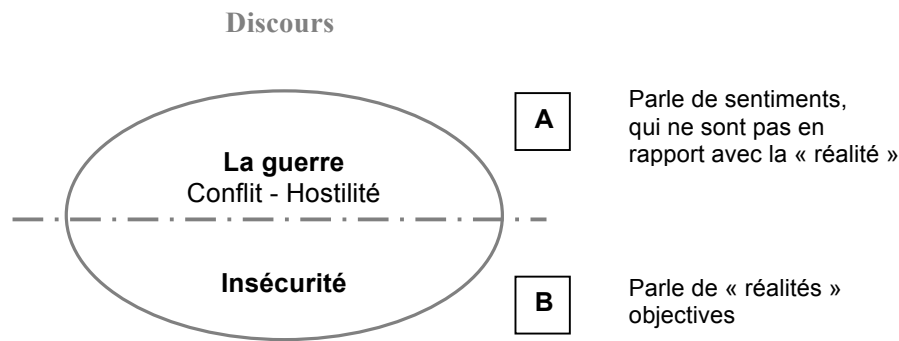 Discours
La guerre
Conflit - Hostilité
A
Parle de sentiments,
qui ne sont pas en
rapport avec la « réalité »
Insécurité
B
Parle de « réalités »
objectives